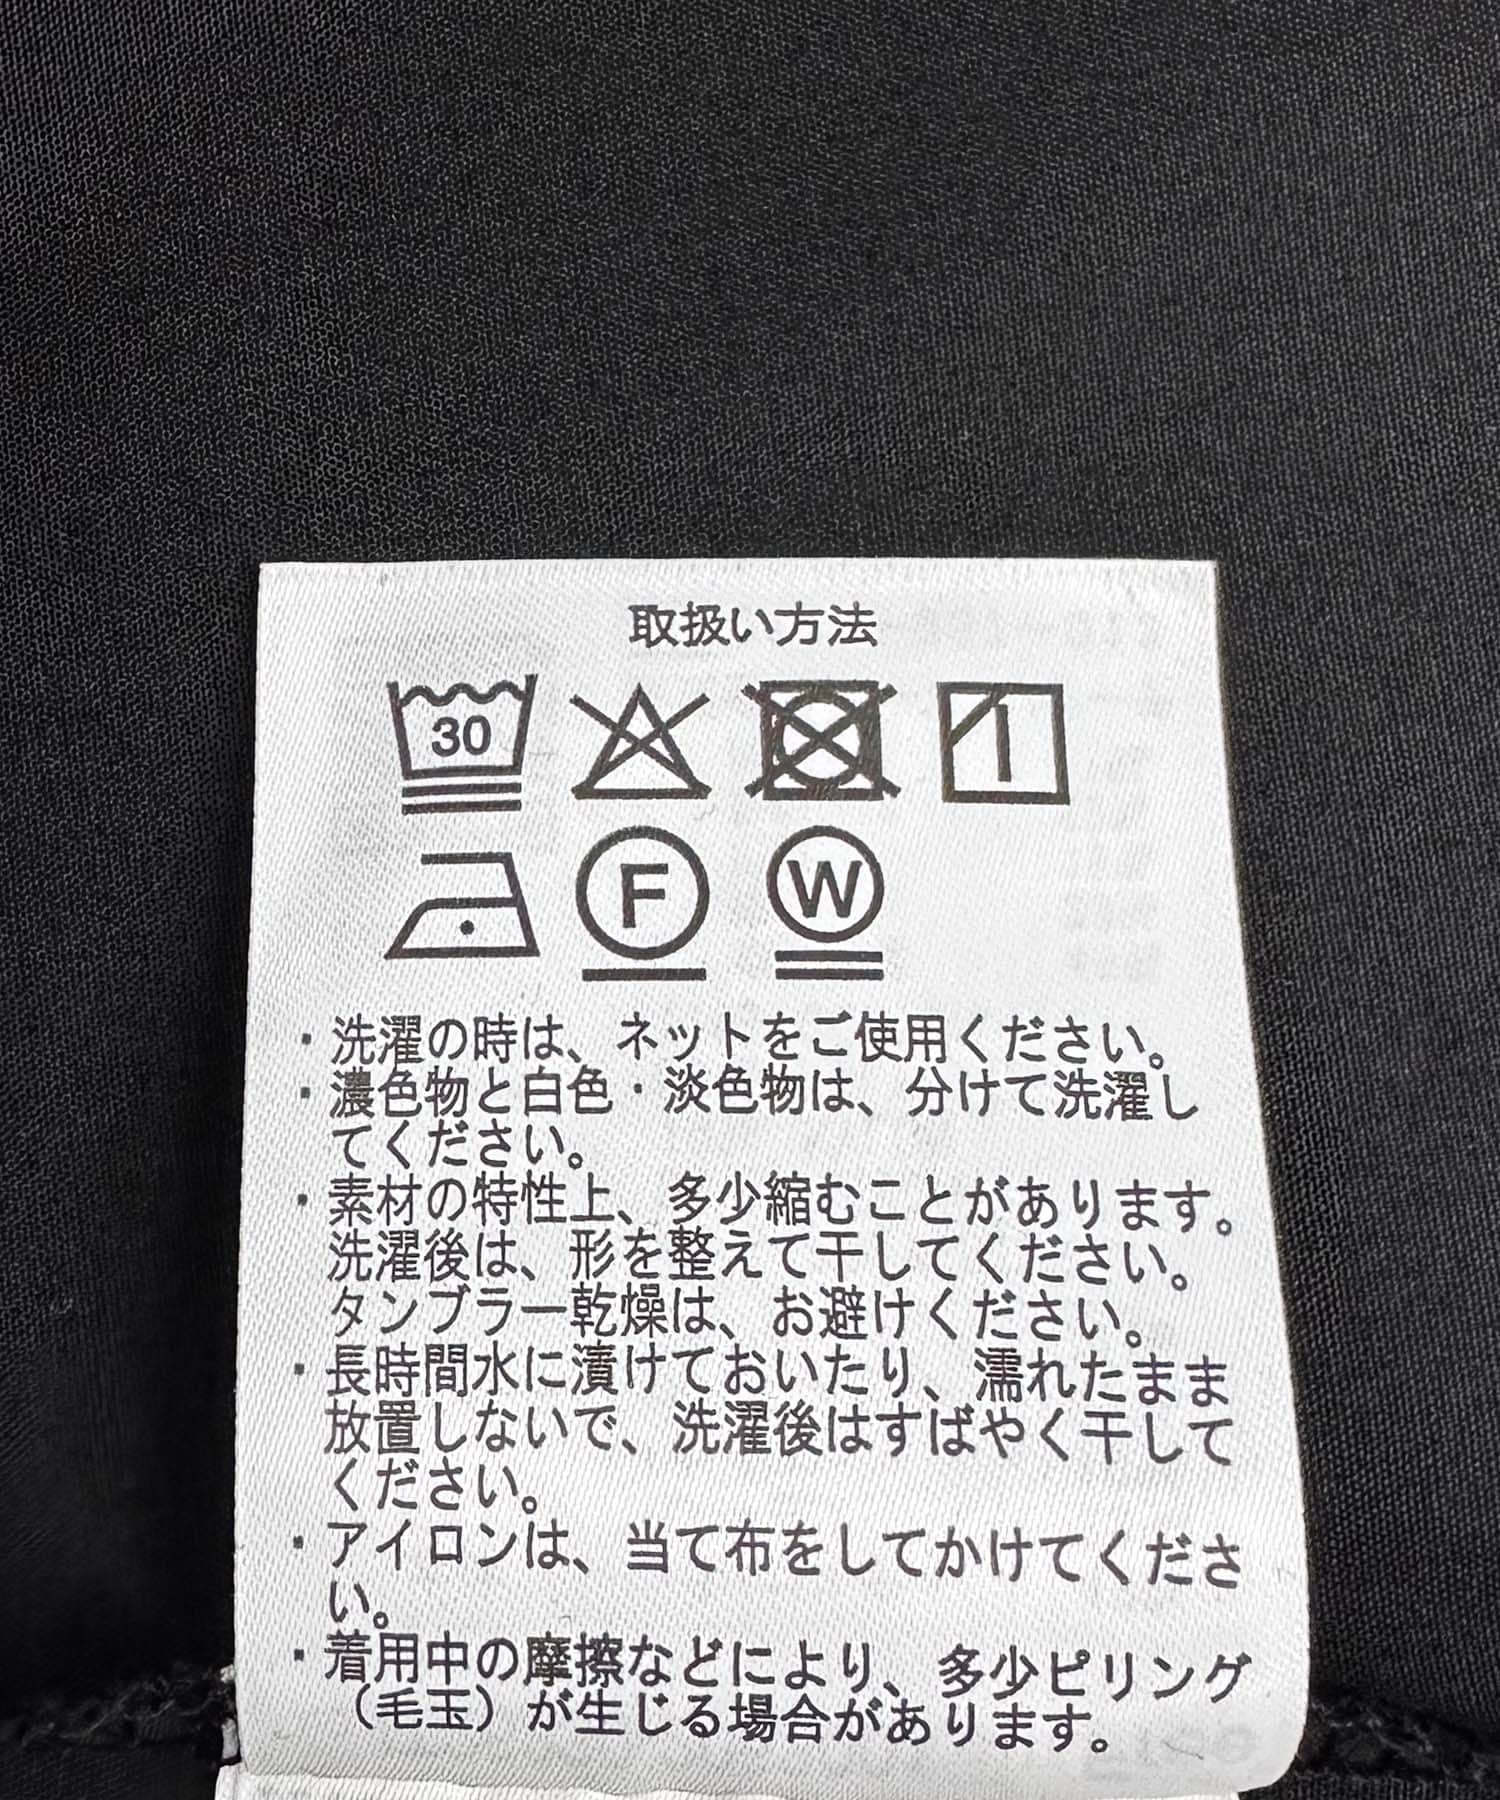 取扱い方法
30
F W
・洗濯の時は、ネットをご使用ください。
・濃色物と白色・淡色物は、分けて洗濯し
てください。
・素材の特性上、多少縮むことがあります。
洗濯後は、形を整えて干してください。
タンブラー乾燥は、お避けください。
・長時間水に漬けておいたり、濡れたまま
放置しないで、洗濯後はすばやく干して
ください。
・アイロンは、当て布をしてかけてくださ
い。
・着用中の摩擦などにより、多少ピリング
（毛玉）が生じる場合があります。